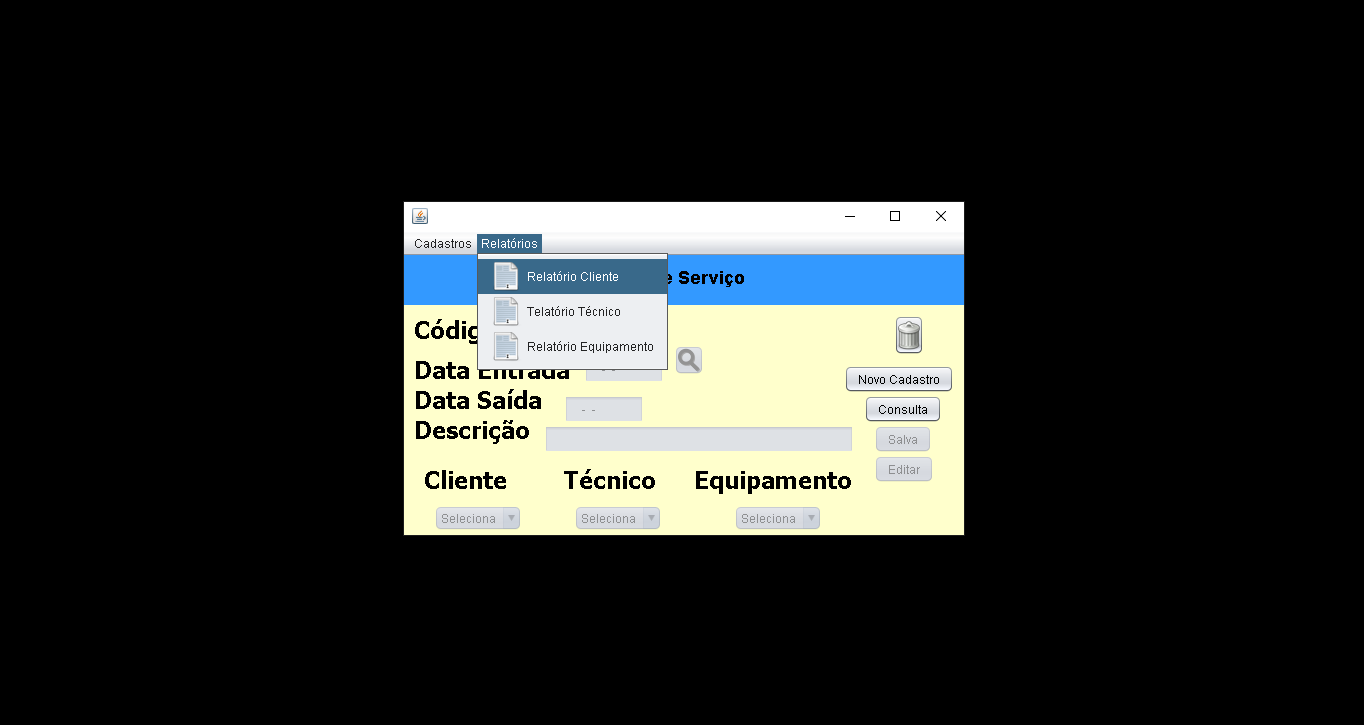 Cadastros Relatórios
Relatório Cliente
e Serviço
Telatório Técnico
Relatório Equipamento
Códig
Data Entrada - -
Novo Cadastro
Data Saída - -
Consulta
Descrição
Salva
Editar
Cliente Técnico Equipamento
Seleciona Seleciona Seleciona